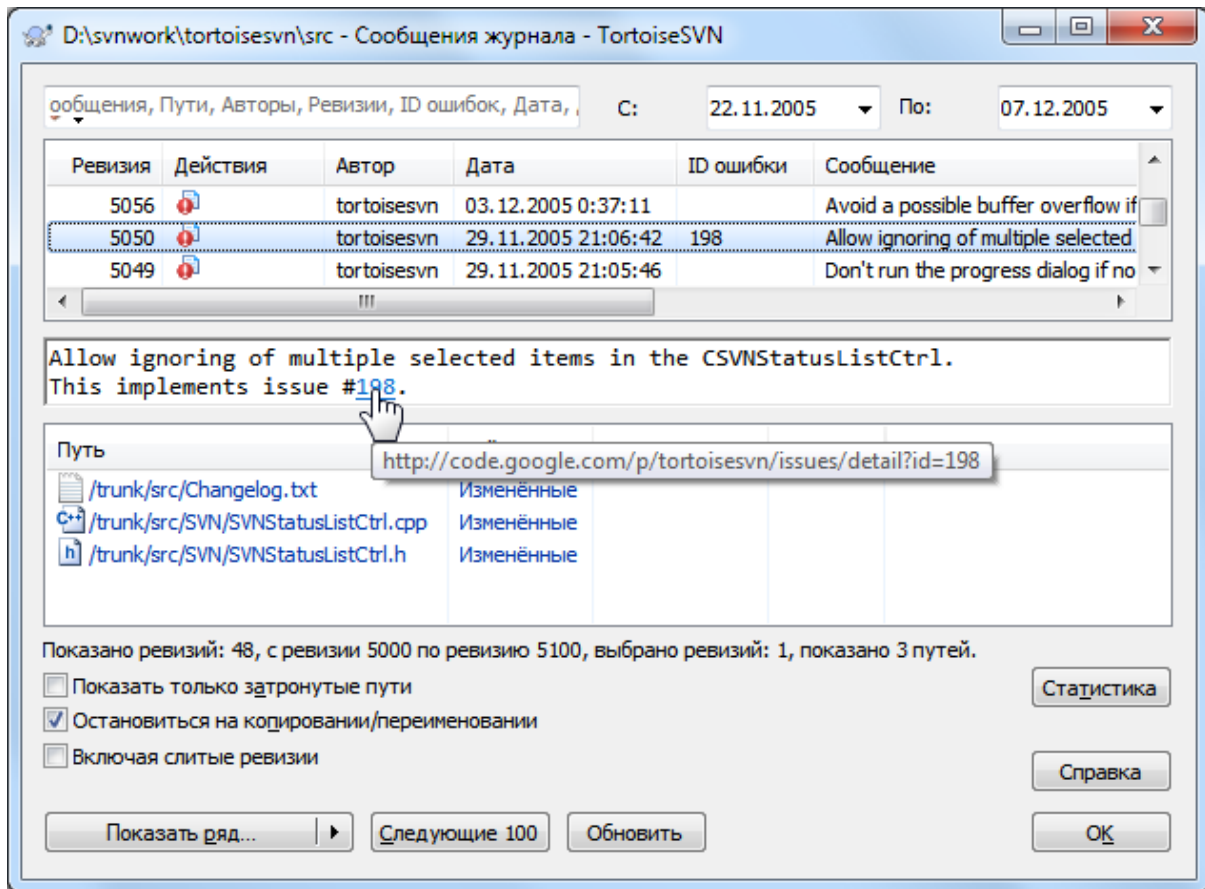 D:\svnwork\tortoisesvn\src - Сообщения журнала - TortoiseSVN
ообщения, Пути, Авторы, Ревизии, ID ошибок, Дата, С: 22.11.2005 По: 07.12.2005
Ревизия Действия Автор Дата ID ошибки Сообщение
5056 tortoisesvn 03.12.2005 0:37:11 Avoid a possible buffer overflow if
5050 tortoisesvn 29.11.2005 21:06:42 198 Allow ignoring of multiple selected
5049 tortoisesvn 29.11.2005 21:05:46 Don't run the progress dialog if no
Allow ignoring of multiple selected items in the CSVNStatusListCtrl.
This implements issue #198.
Путь
http://code.google.com/p/tortoisesvn/issues/detail?id=198
/trunk/src/Changelog.txt Изменённые
C++ /trunk/src/SVN/SVNStatusListCtrl.cpp Изменённые
h /trunk/src/SVN/SVNStatusListCtrl.h Изменённые
Показано ревизий: 48, с ревизии 5000 по ревизию 5100, выбрано ревизий: 1, показано 3 путей.
Показать только затронутые пути
Статистика
Остановиться на копировании/переименовании
Включая слитые ревизии
Справка
Показать ряд... Следующие 100 Обновить OK